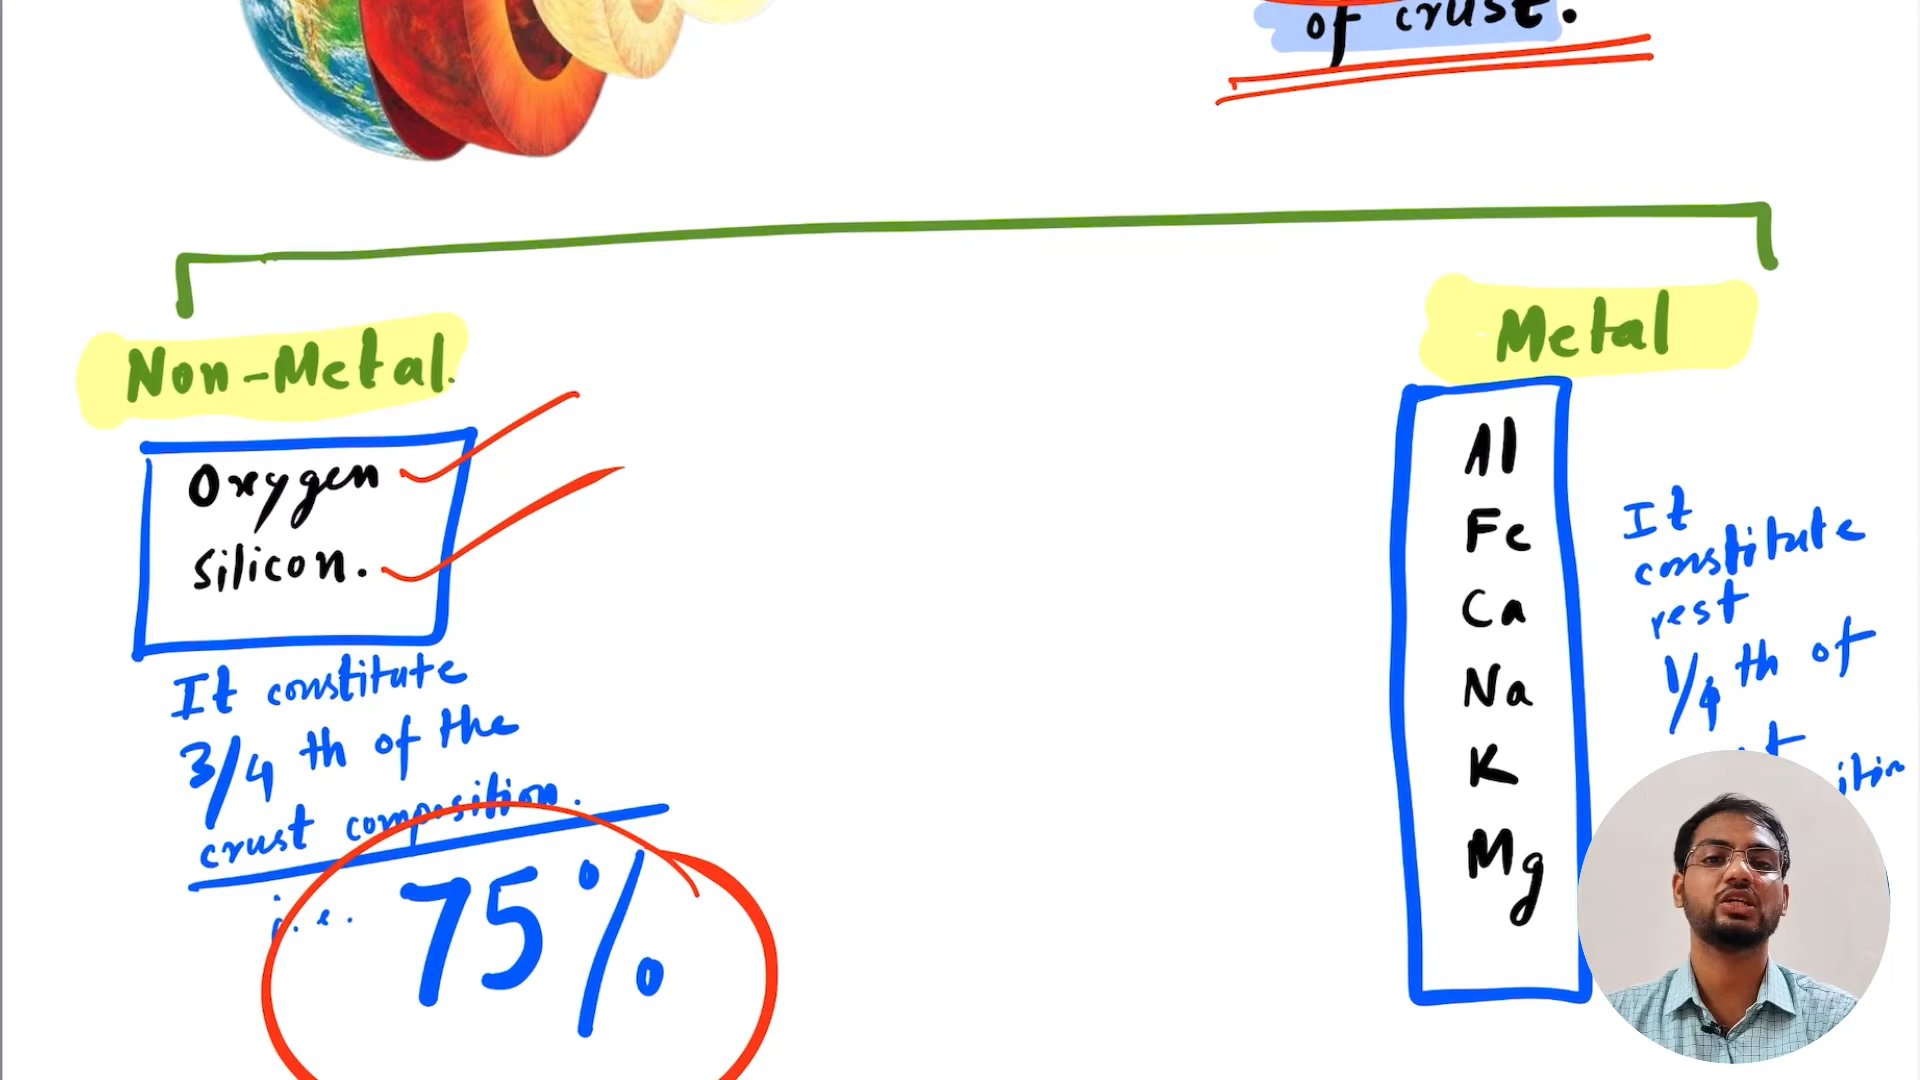 of crust.
Non-Metal.
Oxygen
Silicon.
It constitute
3/4 th of the
crust composition.
i.e. 75%
Metal
Al
Fe
Ca
Na
K
Mg
It
constitute
rest
1/4 th of